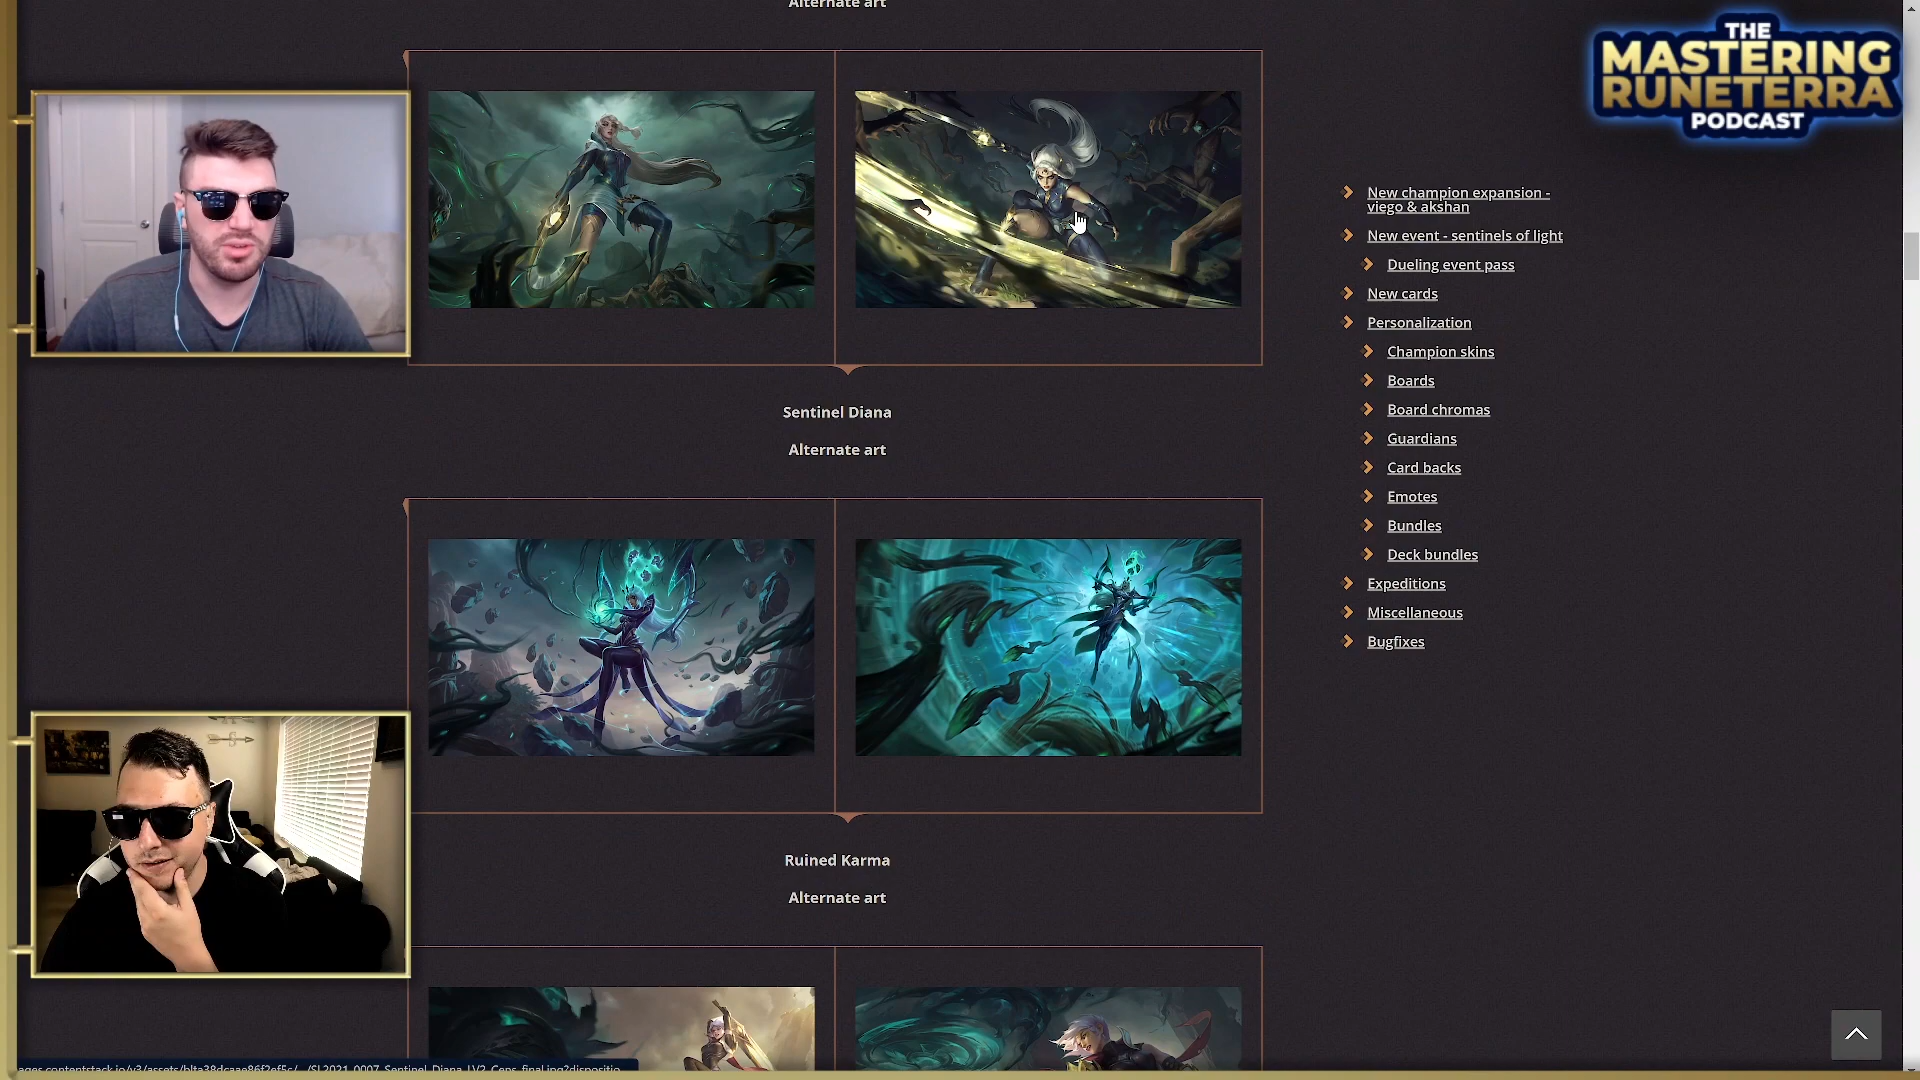 Alternate art
THE
MASTERING
RUNETERRA
PODCAST
New champion expansion -
viego & akshan
New event - sentinels of light
Dueling event pass
New cards
Personalization
Champion skins
Boards
Board chromas
Guardians
Card backs
Emotes
Bundles
Deck bundles
Expeditions
Miscellaneous
Bugfixes
Sentinel Diana
Alternate art
Ruined Karma
Alternate art